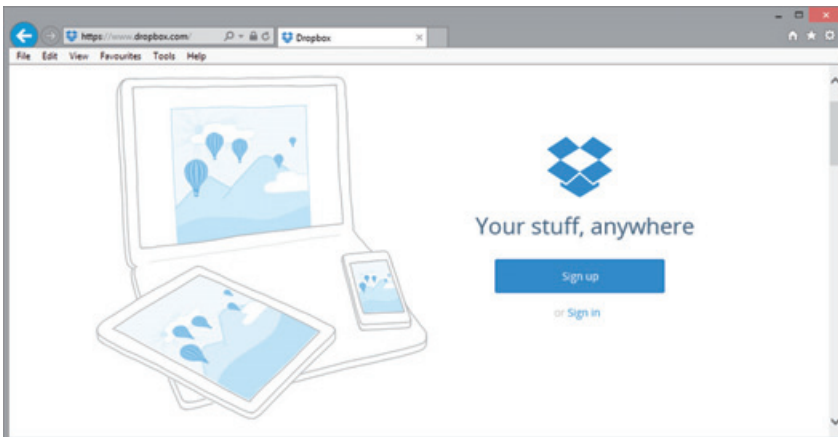 https://www.dropbox.com/ Dropbox
File Edit View Favourites Tools Help
Your stuff, anywhere
Sign up
or Sign in